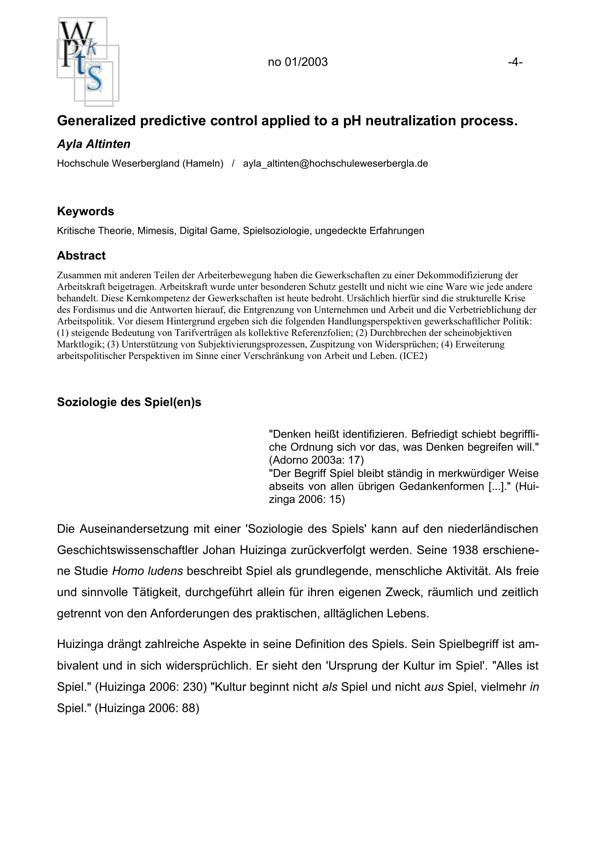 W
P k
t s
S
no 01/2003 -4-
Generalized predictive control applied to a pH neutralization process.
Ayla Altinten
Hochschule Weserbergland (Hameln) / ayla_altinten@hochschuleweserbergla.de
Keywords
Kritische Theorie, Mimesis, Digital Game, Spielsoziologie, ungedeckte Erfahrungen
Abstract
Zusammen mit anderen Teilen der Arbeiterbewegung haben die Gewerkschaften zu einer Dekommodifizierung der
Arbeitskraft beigetragen. Arbeitskraft wurde unter besonderen Schutz gestellt und nicht wie eine Ware wie jede andere
behandelt. Diese Kernkompetenz der Gewerkschaften ist heute bedroht. Ursächlich hierfür sind die strukturelle Krise
des Fordismus und die Antworten hierauf, die Entgrenzung von Unternehmen und Arbeit und die Verbetrieblichung der
Arbeitspolitik. Vor diesem Hintergrund ergeben sich die folgenden Handlungsperspektiven gewerkschaftlicher Politik:
(1) steigende Bedeutung von Tarifverträgen als kollektive Referenzfolien; (2) Durchbrechen der scheinobjektiven
Marktlogik; (3) Unterstützung von Subjektivierungsprozessen, Zuspitzung von Widersprüchen; (4) Erweiterung
arbeitspolitischer Perspektiven im Sinne einer Verschränkung von Arbeit und Leben. (ICE2)
Soziologie des Spiel(en)s
"Denken heißt identifizieren. Befriedigt schiebt begriffli-
che Ordnung sich vor das, was Denken begreifen will."
(Adorno 2003a: 17)
"Der Begriff Spiel bleibt ständig in merkwürdiger Weise
abseits von allen übrigen Gedankenformen [...]." (Hui-
zinga 2006: 15)
Die Auseinandersetzung mit einer 'Soziologie des Spiels' kann auf den niederländischen
Geschichtswissenschaftler Johan Huizinga zurückverfolgt werden. Seine 1938 erschiene-
ne Studie Homo ludens beschreibt Spiel als grundlegende, menschliche Aktivität. Als freie
und sinnvolle Tätigkeit, durchgeführt allein für ihren eigenen Zweck, räumlich und zeitlich
getrennt von den Anforderungen des praktischen, alltäglichen Lebens.
Huizinga drängt zahlreiche Aspekte in seine Definition des Spiels. Sein Spielbegriff ist am-
bivalent und in sich widersprüchlich. Er sieht den 'Ursprung der Kultur im Spiel'. "Alles ist
Spiel." (Huizinga 2006: 230) "Kultur beginnt nicht als Spiel und nicht aus Spiel, vielmehr in
Spiel." (Huizinga 2006: 88)